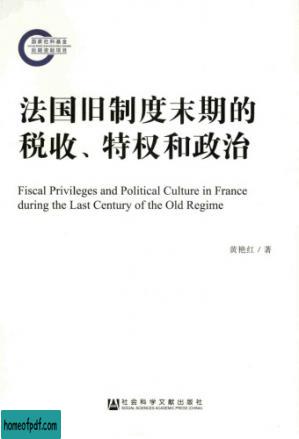 国家社科基金
后期资助项目
法国旧制度末期的
税收、特权和政治
Fiscal Privileges and Political Culture in France
during the Last Century of the Old Regime
黄艳红 / 著
社会科学文献出版社
SOCIAL SCIENCES ACADEMIC PRESS (CHINA)
homeofpdf.com